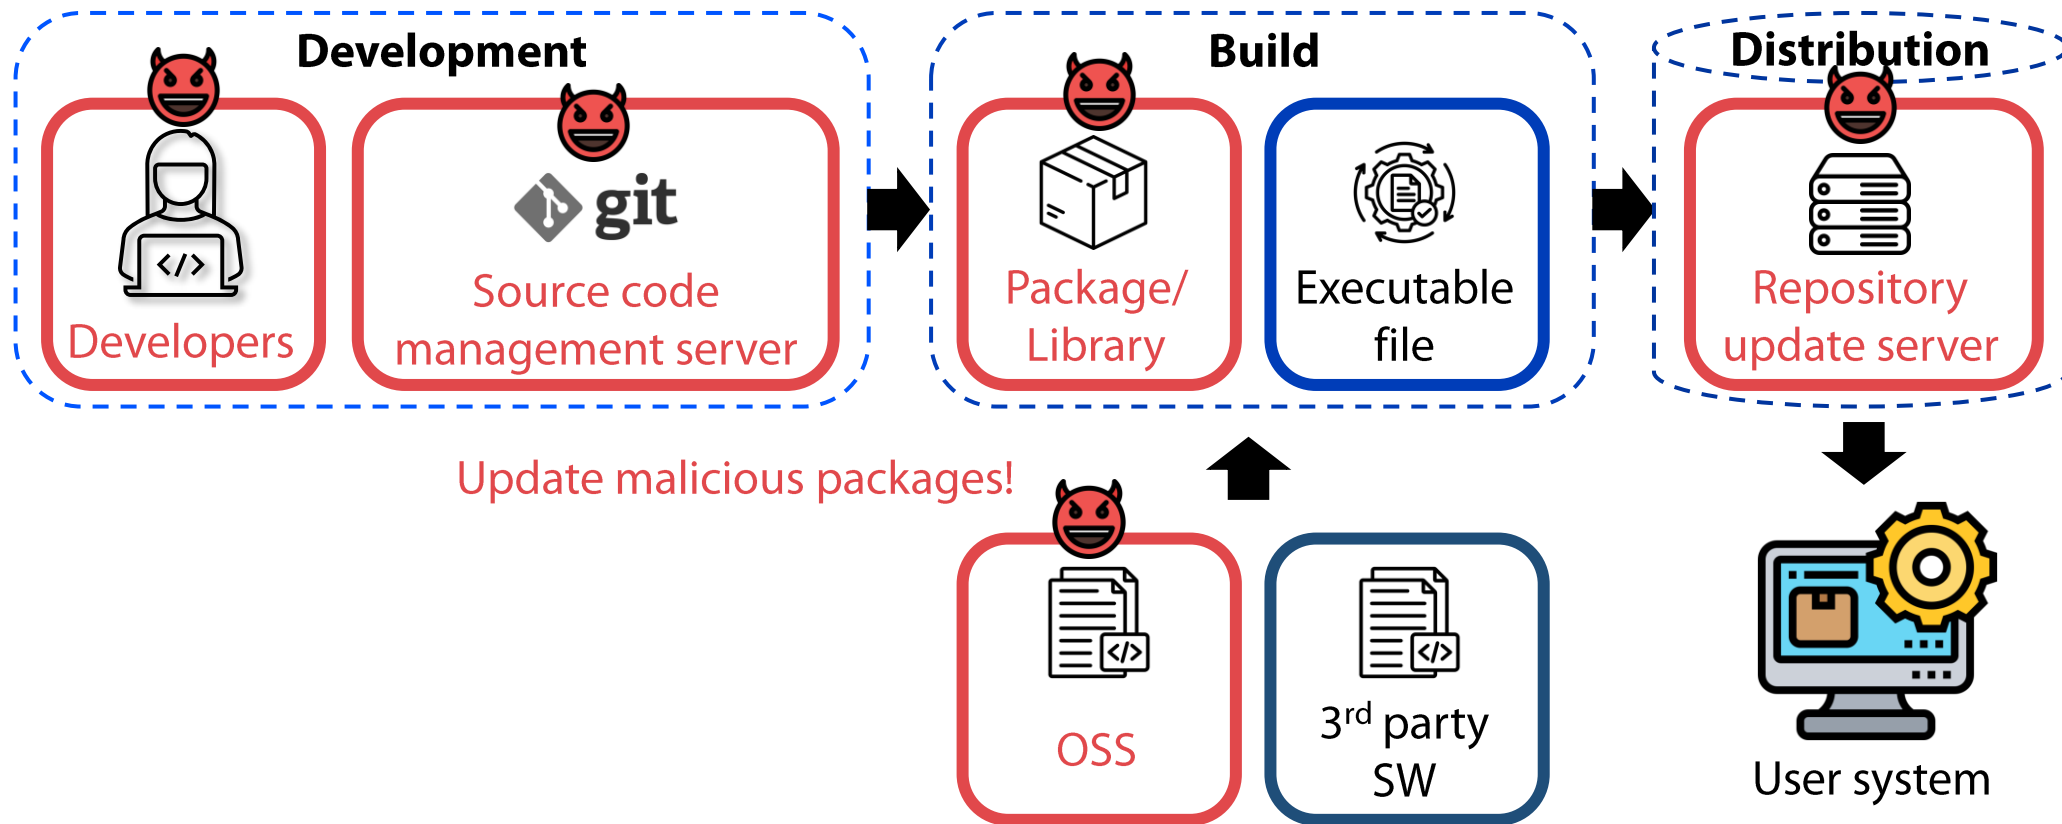 Development
Build
Distribution
git
Developers
Source code
management server
Package/
Library
Executable
file
Repository
update server
Update malicious packages!
</>
</>
</>
OSS
3rd party
SW
User system